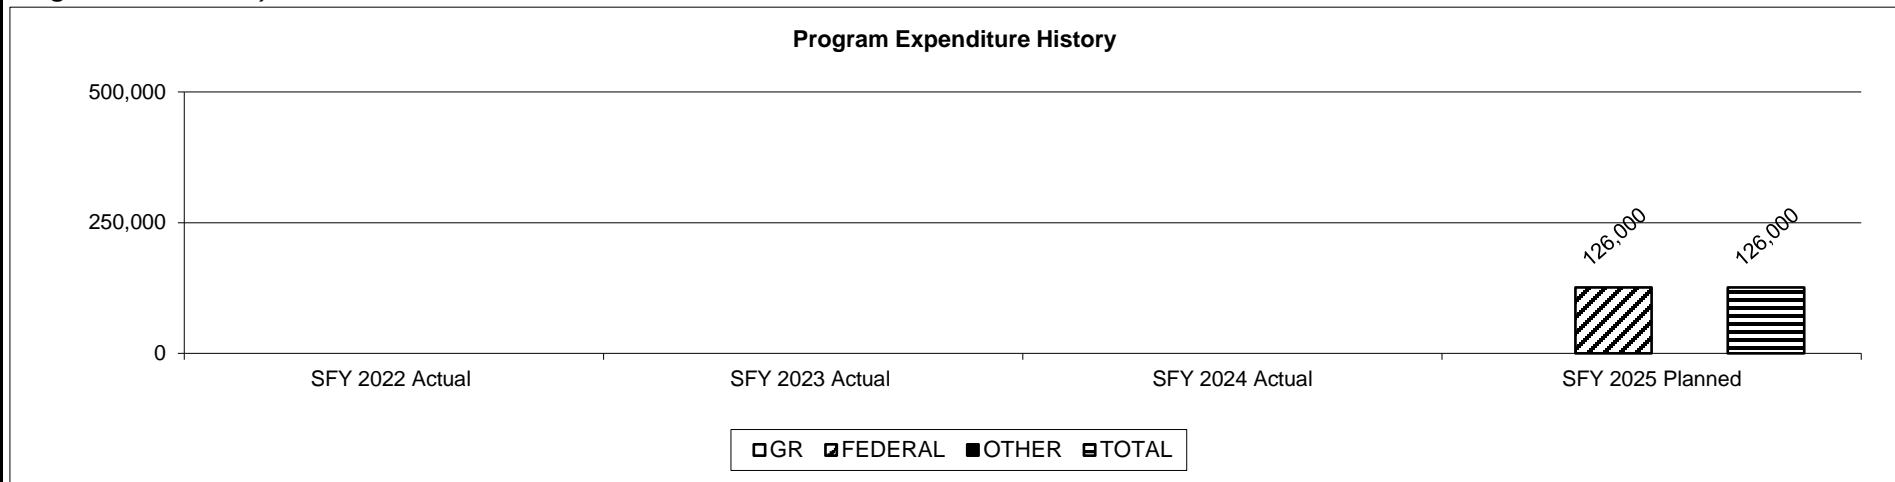 Program Expenditure History
500,000
250,000
0
126,000
126,000
SFY 2022 Actual
SFY 2023 Actual
SFY 2024 Actual
SFY 2025 Planned
GR FEDERAL OTHER TOTAL